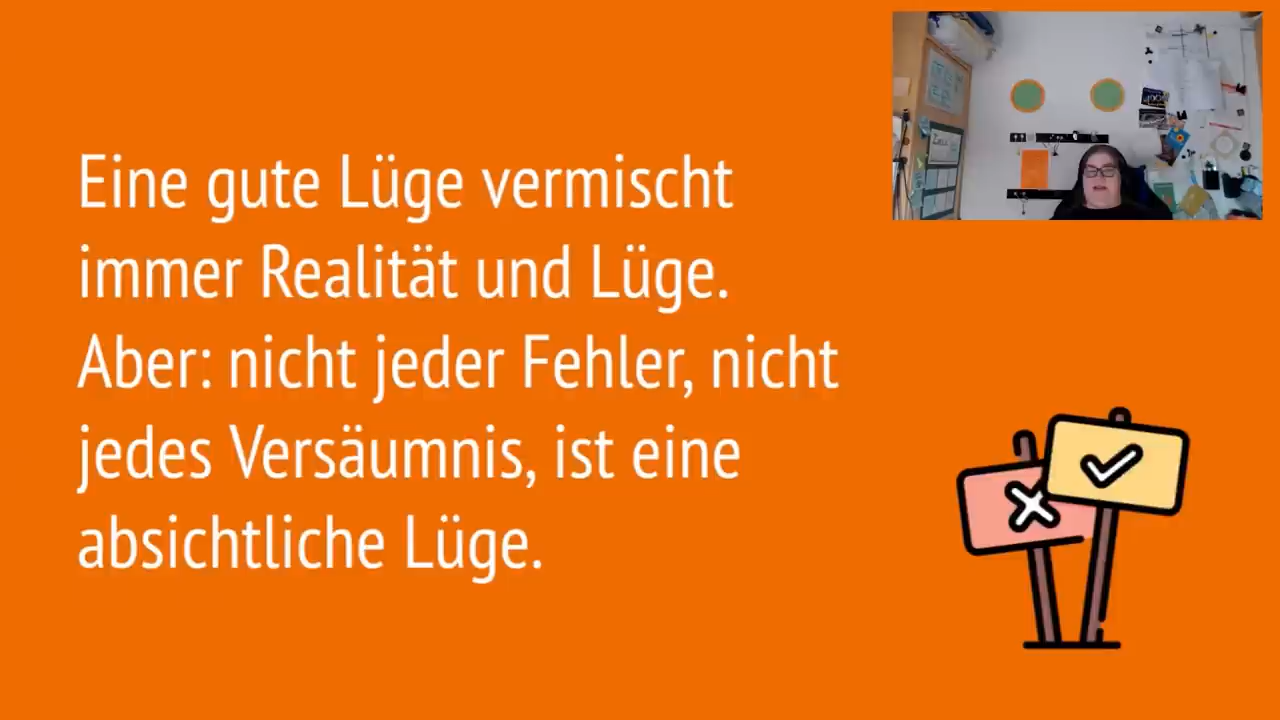 Eine gute Lüge vermischt
immer Realität und Lüge.
Aber: nicht jeder Fehler, nicht
jedes Versäumnis, ist eine
absichtliche Lüge.